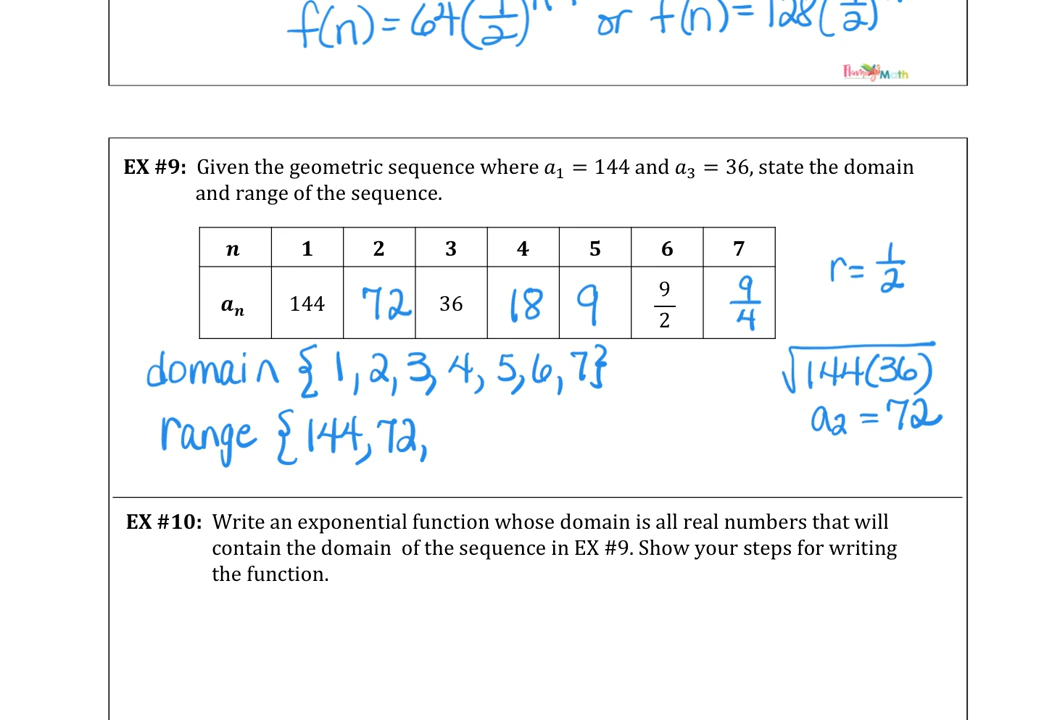 f(n) = 64(1/2)ⁿ or f(n) = 128(1/2)
Flamingo Math
EX #9: Given the geometric sequence where a₁ = 144 and a₃ = 36, state the domain
and range of the sequence.
n 1 2 3 4 5 6 7
aₙ 144 72 36 18 9 9/2 9/4
r = 1/2
domain {1, 2, 3, 4, 5, 6, 7}
√144(36)
a₂ = 72
range {144, 72,
EX #10: Write an exponential function whose domain is all real numbers that will
contain the domain of the sequence in EX #9. Show your steps for writing
the function.